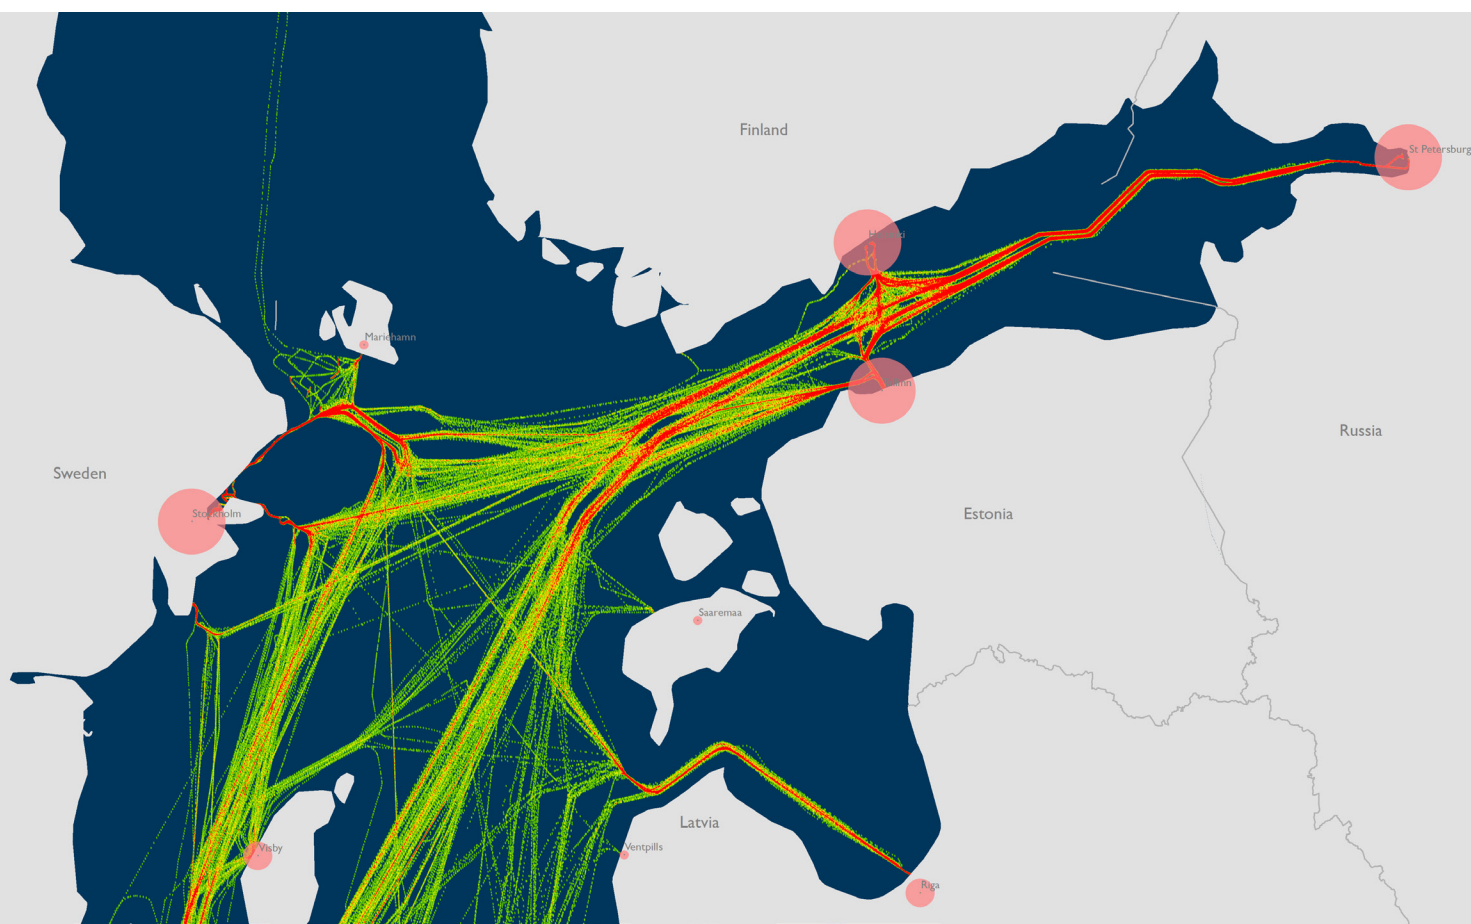 Finland
St Petersburg
Mariehamn
Sweden
Russia
Stockholm
Estonia
Saaremaa
Latvia
Ventpills
Visby
Riga